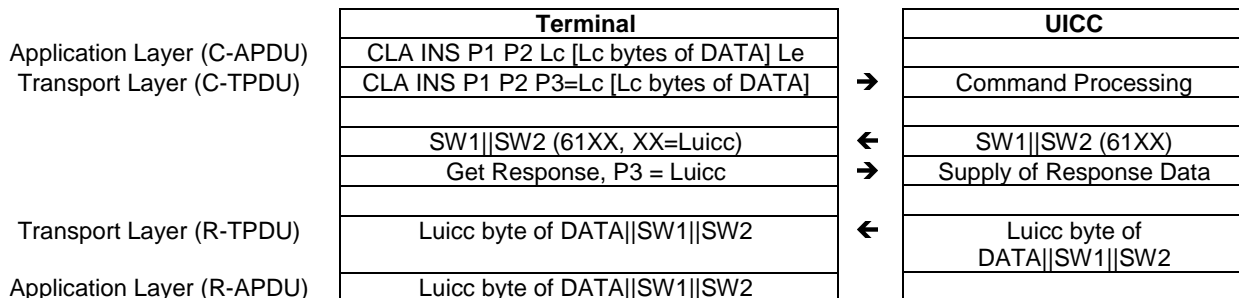 Terminal UICC
Application Layer (C-APDU) CLA INS P1 P2 Lc [Lc bytes of DATA] Le
Transport Layer (C-TPDU) CLA INS P1 P2 P3=Lc [Lc bytes of DATA] ➔ Command Processing
SW1||SW2 (61XX, XX=Luicc) 🡸 SW1||SW2 (61XX)
Get Response, P3 = Luicc ➔ Supply of Response Data
Transport Layer (R-TPDU) Luicc byte of DATA||SW1||SW2 🡸 Luicc byte of
DATA||SW1||SW2
Application Layer (R-APDU) Luicc byte of DATA||SW1||SW2